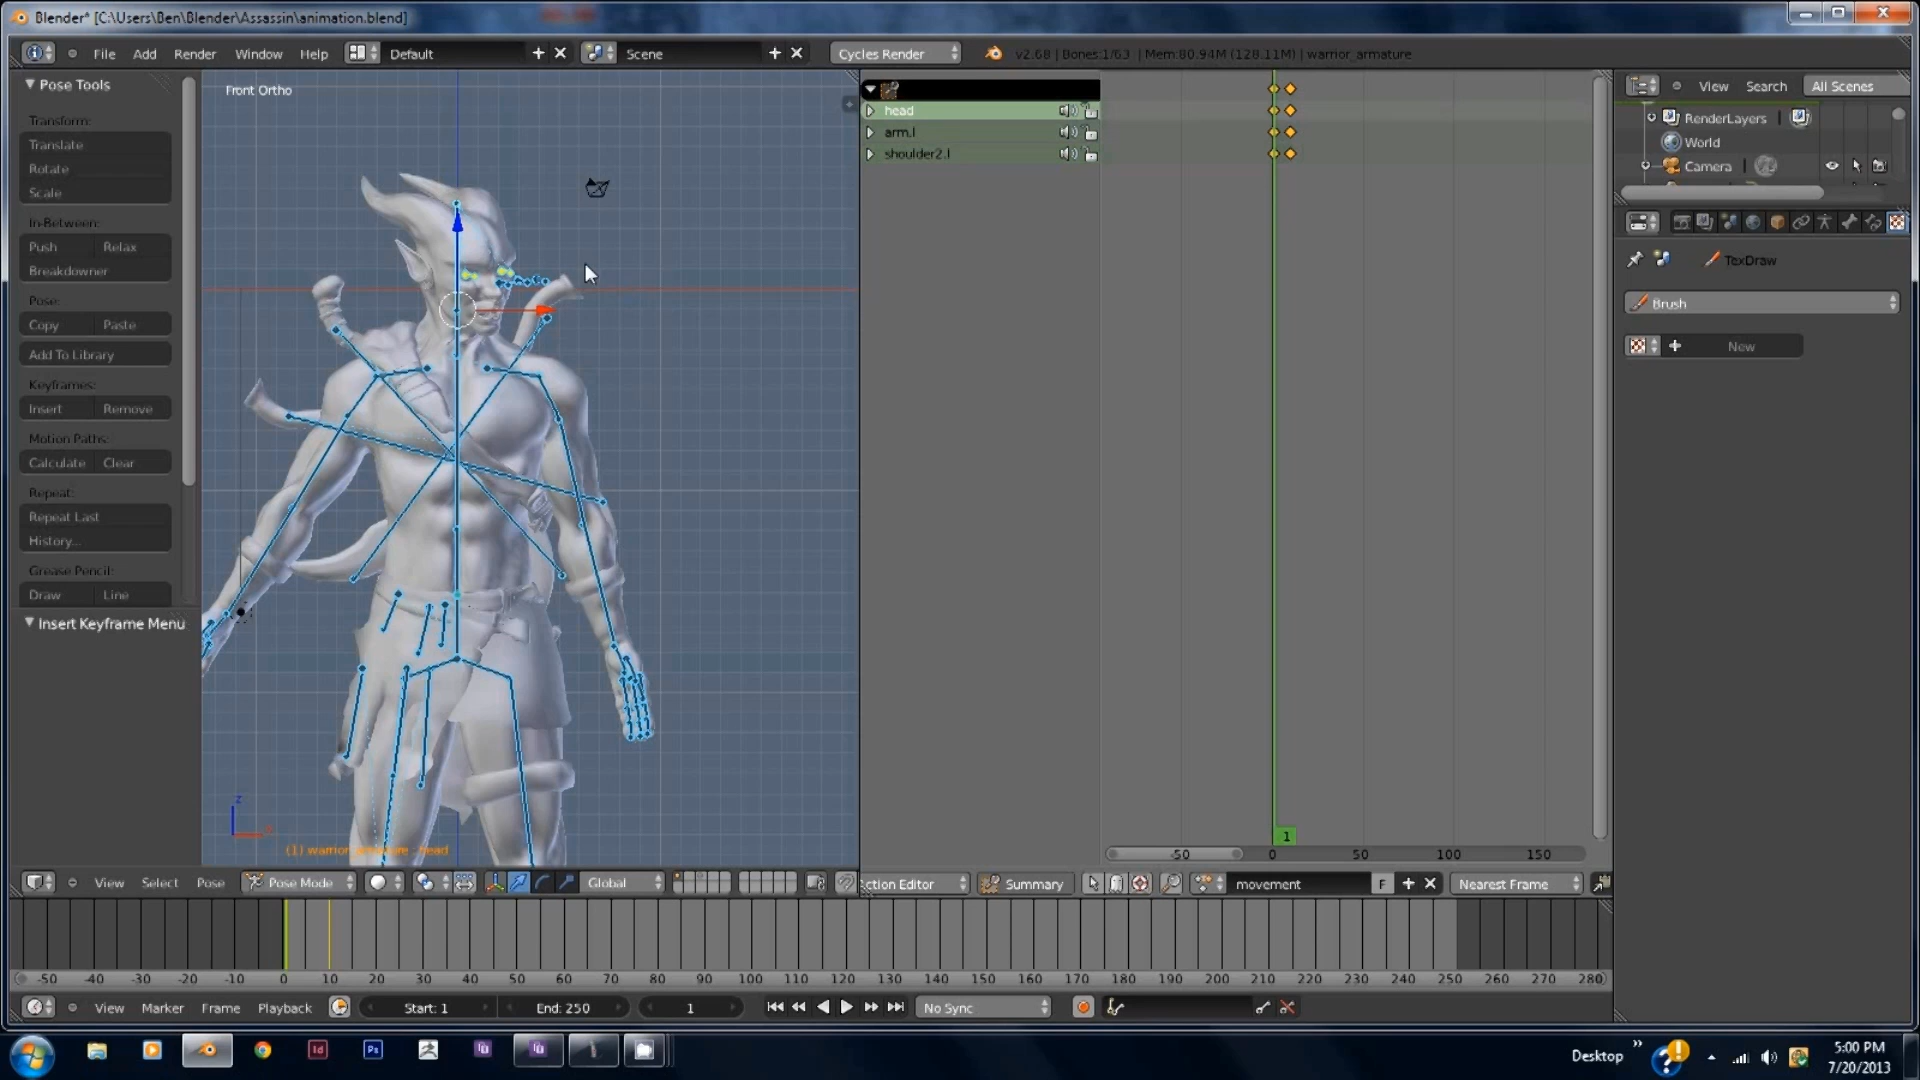 Blender* [C:\Users\Ben\Blender\Assassin\animation.blend]
File Add Render Window Help Default Scene Cycles Render v2.68 | Bones:1/63 | Mem:80.94M (128.11M) | warrior_armature
Pose Tools
Transform:
Translate
Rotate
Scale
In-Between:
Push Relax
Breakdowner
Pose:
Copy Paste
Add To Library
Keyframes:
Insert Remove
Motion Paths:
Calculate Clear
Repeat:
Repeat Last
History...
Grease Pencil:
Draw Line
Insert Keyframe Menu
Front Ortho
z
(1) warrior_armature : head
View Select Pose Pose Mode Global
head
arm.l
shoulder2.l
1
-50 0 50 100 150
ction Editor Summary movement F Nearest Frame
View Search All Scenes
RenderLayers
World
Camera
TexDraw
Brush
New
-50 -40 -30 -20 -10 0 10 20 30 40 50 60 70 80 90 100 110 120 130 140 150 160 170 180 190 200 210 220 230 240 250 260 270 280
View Marker Frame Playback Start: 1 End: 250 1 No Sync
Id Ps
Desktop
5:00 PM
7/20/2013